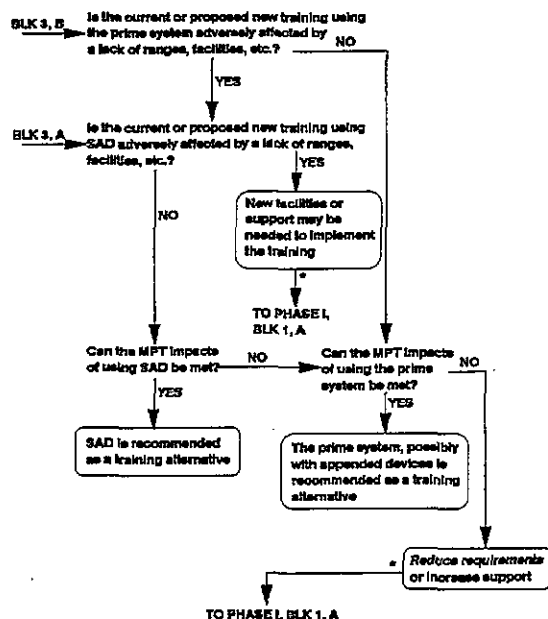 BLK 3, B
Is the current or proposed new training using
the prime system adversely affected by
a lack of ranges, facilities, etc.?
NO
YES
BLK 3, A
Is the current or proposed new training using
SAD adversely affected by a lack of ranges,
facilities, etc.?
YES
NO
New facilities or
support may be
needed to implement
the training
*
TO PHASE I,
BLK 1, A
Can the MPT impacts
of using SAD be met?
NO
Can the MPT impacts
of using the prime
system be met?
NO
YES
YES
SAD is recommended
as a training alternative
The prime system, possibly
with appended devices is
recommended as a training
alternative
Reduce requirements
or increase support
*
TO PHASE I, BLK 1, A